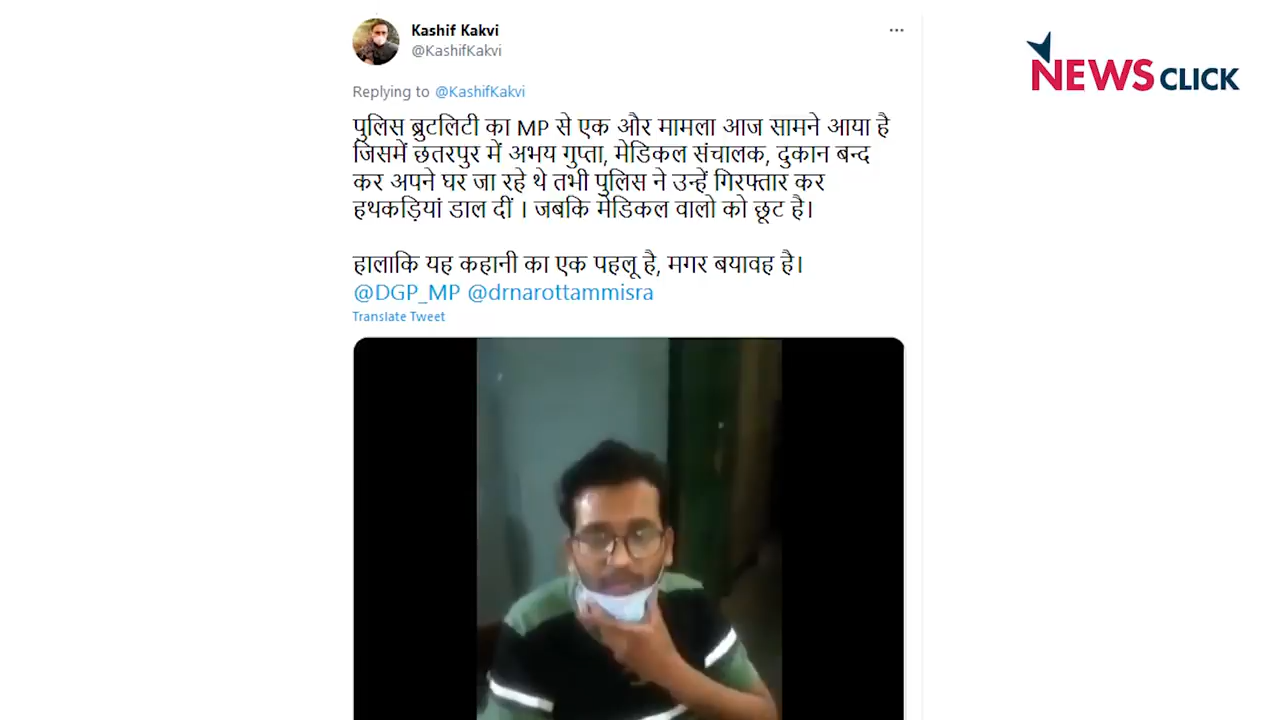 Kashif Kakvi
@KashifKakvi
NEWS CLICK
Replying to @KashifKakvi
पुलिस ब्रुटलिटी का MP से एक और मामला आज सामने आया है
जिसमें छतरपुर में अभय गुप्ता, मेडिकल संचालक, दुकान बन्द
कर अपने घर जा रहे थे तभी पुलिस ने उन्हें गिरफ्तार कर
हथकड़ियां डाल दीं । जबकि मेडिकल वालो को छूट है।
हालाकि यह कहानी का एक पहलू है, मगर बयावह है।
@DGP_MP @drnarottammisra
Translate Tweet